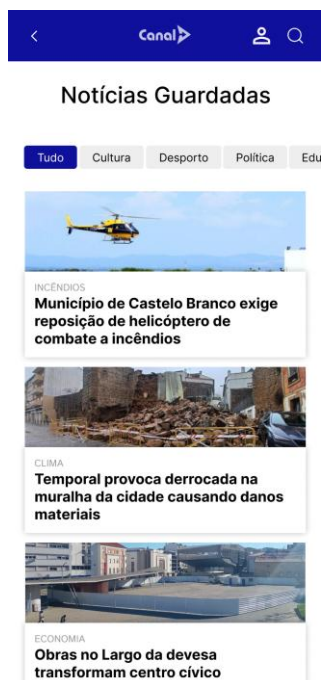 Canal
Notícias Guardadas
Tudo Cultura Desporto Política Edu
INCÊNDIOS
Município de Castelo Branco exige
reposição de helicóptero de
combate a incêndios
CLIMA
Temporal provoca derrocada na
muralha da cidade causando danos
materiais
ECONOMIA
Obras no Largo da devesa
transformam centro cívico